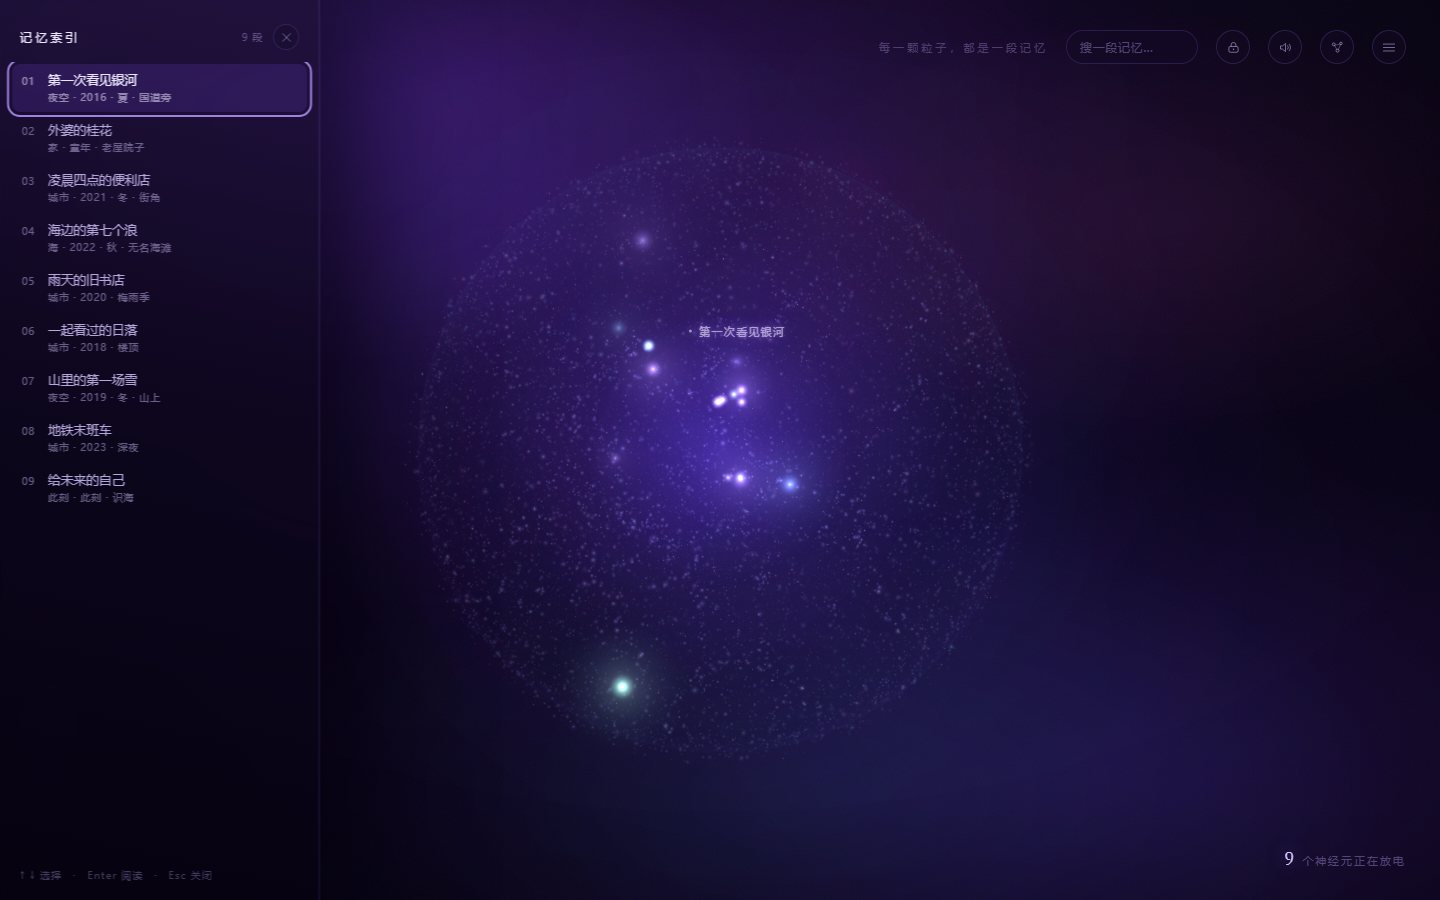 记忆索引
9 段
01 第一次看见银河
夜空 · 2016 · 夏 · 国道旁
02 外婆的桂花
家 · 童年 · 老屋院子
03 凌晨四点的便利店
城市 · 2021 · 冬 · 街角
04 海边的第七个浪
海 · 2022 · 秋 · 无名海滩
05 雨天的旧书店
城市 · 2020 · 梅雨季
06 一起看过的日落
城市 · 2018 · 楼顶
07 山里的第一场雪
夜空 · 2019 · 冬 · 山上
08 地铁末班车
城市 · 2023 · 深夜
09 给未来的自己
此刻 · 此刻 · 识海
↑↓ 选择 · Enter 阅读 · Esc 关闭
每一颗粒子，都是一段记忆
搜一段记忆...
第一次看见银河
9 个神经元正在放电